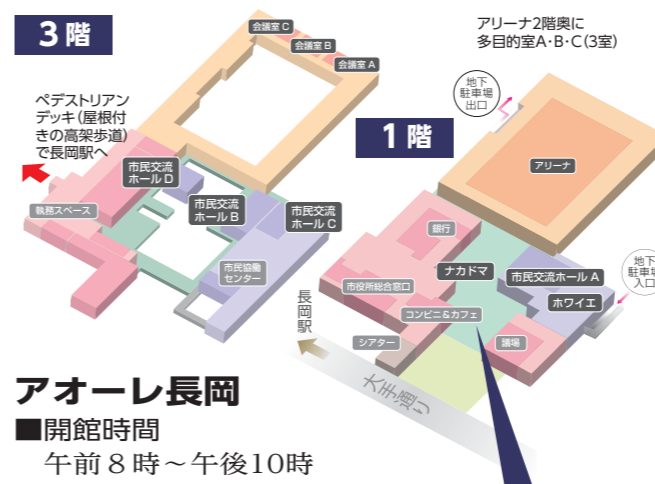 3階
会議室 C
会議室 B
会議室 A
ペデストリアン
デッキ（屋根付
きの高架歩道）
で長岡駅へ
市民交流
ホール D
市民交流
ホール B
市民交流
ホール C
執務スペース
市民協働
センター
アリーナ2階奥に
多目的室A・B・C（3室）
地下
駐車場
出口
1階
アリーナ
銀行
ナカドマ
市民交流ホール A
地下
駐車場
入口
ホワイエ
市役所総合窓口
コンビニ＆カフェ
長岡駅
シアター
議場
大手通り
アオーレ長岡
■開館時間
午前８時～午後10時